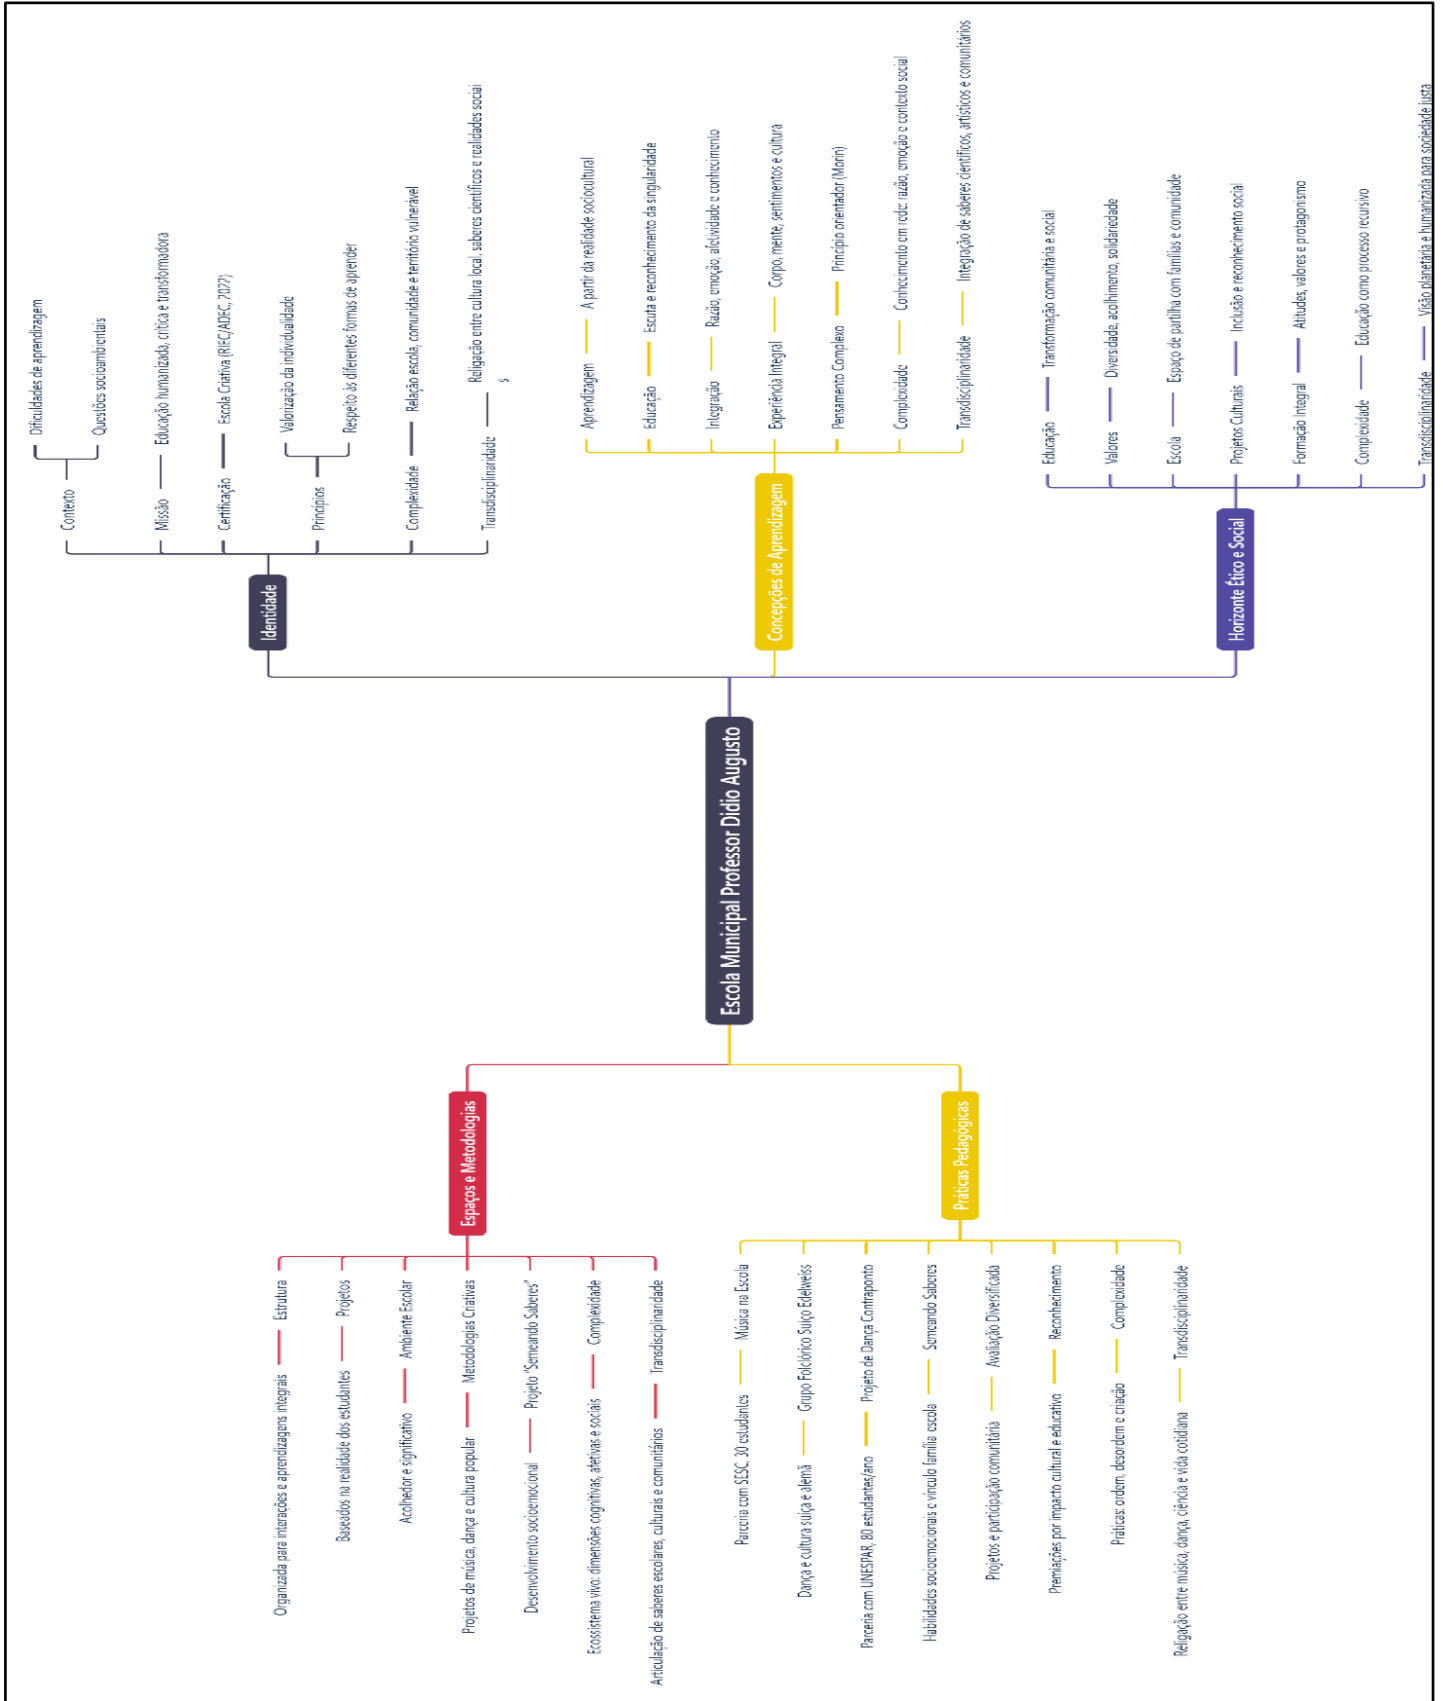 Escola Municipal Professor Didio Augusto
Identidade
Contexto
Dificuldades de aprendizagem
Questões socioambientais
Missão
Educação humanizada, crítica e transformadora
Certificação
Escola Criativa (RIEC/ADEC, 2022)
Princípios
Valorização da individualidade
Respeito às diferentes formas de aprender
Complexidade
Relação escola, comunidade e território vulnerável
Transdisciplinaridade
Religação entre cultura local, saberes científicos e realidades sociai
s
Concepções de Aprendizagem
Aprendizagem
A partir da realidade sociocultural
Educação
Escuta e reconhecimento da singularidade
Integração
Razão, emoção, afetividade e conhecimento
Experiência Integral
Corpo, mente, sentimentos e cultura
Pensamento Complexo
Princípio orientador (Morin)
Complexidade
Conhecimento em rede: razão, emoção e contexto social
Transdisciplinaridade
Integração de saberes científicos, artísticos e comunitários
Horizonte Ético e Social
Educação
Transformação comunitária e social
Valores
Diversidade, acolhimento, solidariedade
Escola
Espaço de partilha com famílias e comunidade
Projetos Culturais
Inclusão e reconhecimento social
Formação Integral
Atitudes, valores e protagonismo
Complexidade
Educação como processo recursivo
Transdisciplinaridade
Visão planetária e humanizada para sociedade justa
Espaços e Metodologias
Estrutura
Organizada para interações e aprendizagens integrais
Projetos
Baseados na realidade dos estudantes
Ambiente Escolar
Acolhedor e significativo
Metodologias Criativas
Projetos de música, dança e cultura popular
Projeto "Semeando Saberes"
Desenvolvimento socioemocional
Complexidade
Ecossistema vivo: dimensões cognitivas, afetivas e sociais
Transdisciplinaridade
Articulação de saberes escolares, culturais e comunitários
Práticas Pedagógicas
Música na Escola
Parceria com SESC, 30 estudantes
Grupo Folclórico Suíço Edelweiss
Dança e cultura suíça e alemã
Projeto de Dança Contraponto
Parceria com UNESPAR, 80 estudantes/ano
Semeando Saberes
Habilidades socioemocionais e vínculo família escola
Avaliação Diversificada
Projetos e participação comunitária
Reconhecimento
Premiações por impacto cultural e educativo
Complexidade
Práticas: ordem, desordem e criação
Transdisciplinaridade
Religação entre música, dança, ciência e vida cotidiana